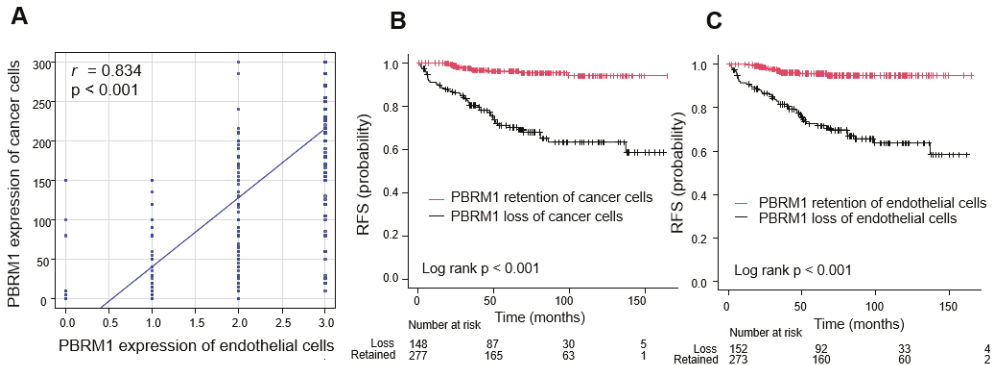 A
B
C
r = 0.834
p < 0.001
PBRM1 expression of cancer cells
300
250
200
150
100
50
0
0.0 0.5 1.0 1.5 2.0 2.5 3.0
PBRM1 expression of endothelial cells
RFS (probability)
1.0
0.8
0.6
0.4
0.2
0.0
PBRM1 retention of cancer cells
PBRM1 loss of cancer cells
Log rank p < 0.001
0 50 100 150
Time (months)
Number at risk
Loss 148 87 30 5
Retained 277 165 63 1
RFS (probability)
1.0
0.8
0.6
0.4
0.2
0.0
PBRM1 retention of endothelial cells
PBRM1 loss of endothelial cells
Log rank p < 0.001
0 50 100 150
Time (months)
Number at risk
Loss 152 92 33 4
Retained 273 160 60 2